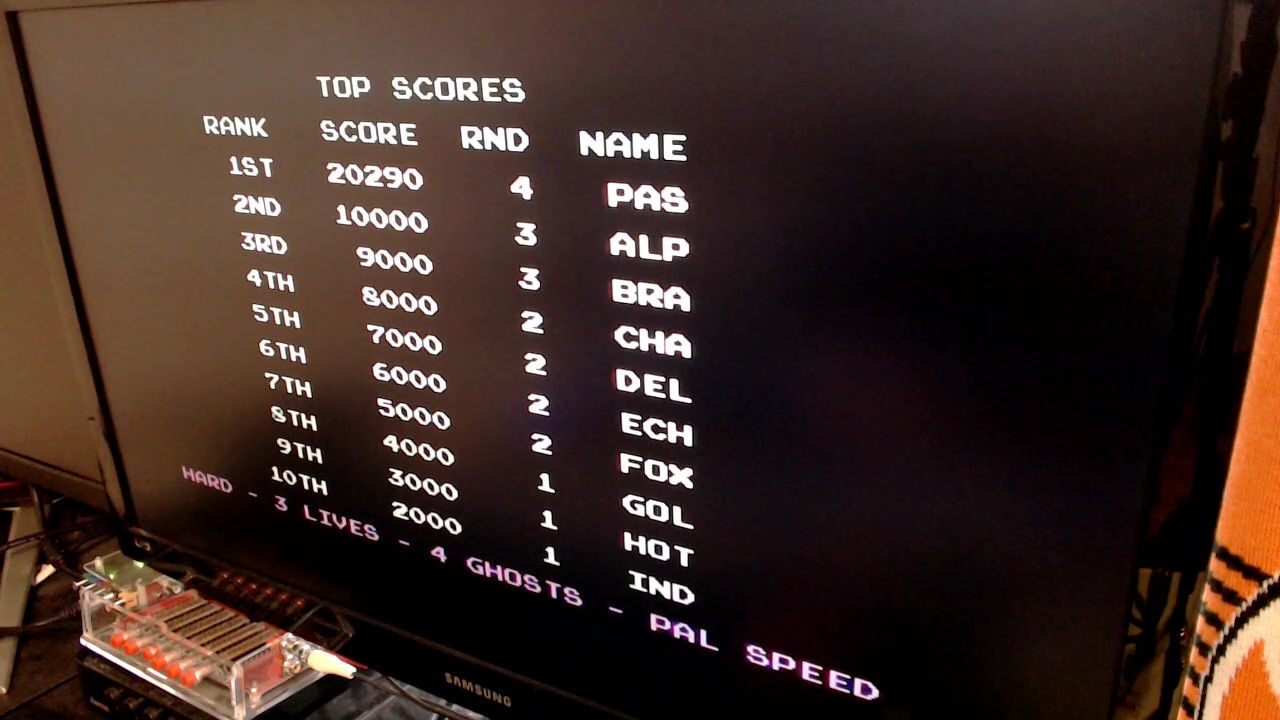 TOP SCORES
RANK SCORE RND NAME
1ST 20290 4 PAS
2ND 10000 3 ALP
3RD 9000 3 BRA
4TH 8000 2 CHA
5TH 7000 2 DEL
6TH 6000 2 ECH
7TH 5000 2 FOX
8TH 4000 1 GOL
9TH 3000 1 HOT
10TH 2000 1 IND
HARD - 3 LIVES - 4 GHOSTS - PAL SPEED
SAMSUNG